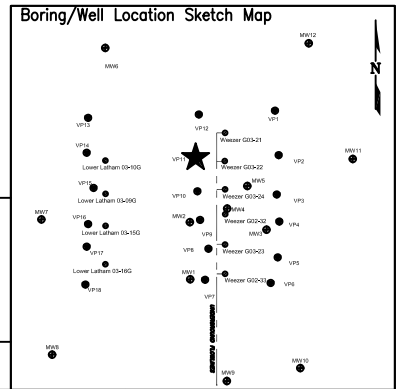 Boring/Well Location Sketch Map
MW12
MW6
N
VP1
VP12
VP13
Weezer G03-21
MW11
VP14
VP11
VP2
Lower Latham 03-10G
Weezer G03-22
VP15
VP10
MW5
Lower Latham 03-09G
Weezer G03-24
VP3
MW7
VP16
MW2
MW4
VP4
Weezer G02-32
Lower Latham 03-15G
VP9
MW3
VP17
VP8
Weezer G03-23
VP5
Lower Latham 03-16G
MW1
Weezer G02-33
VP18
VP7
VP6
UNDERGROUND FLOWLINES
MW8
MW10
MW9